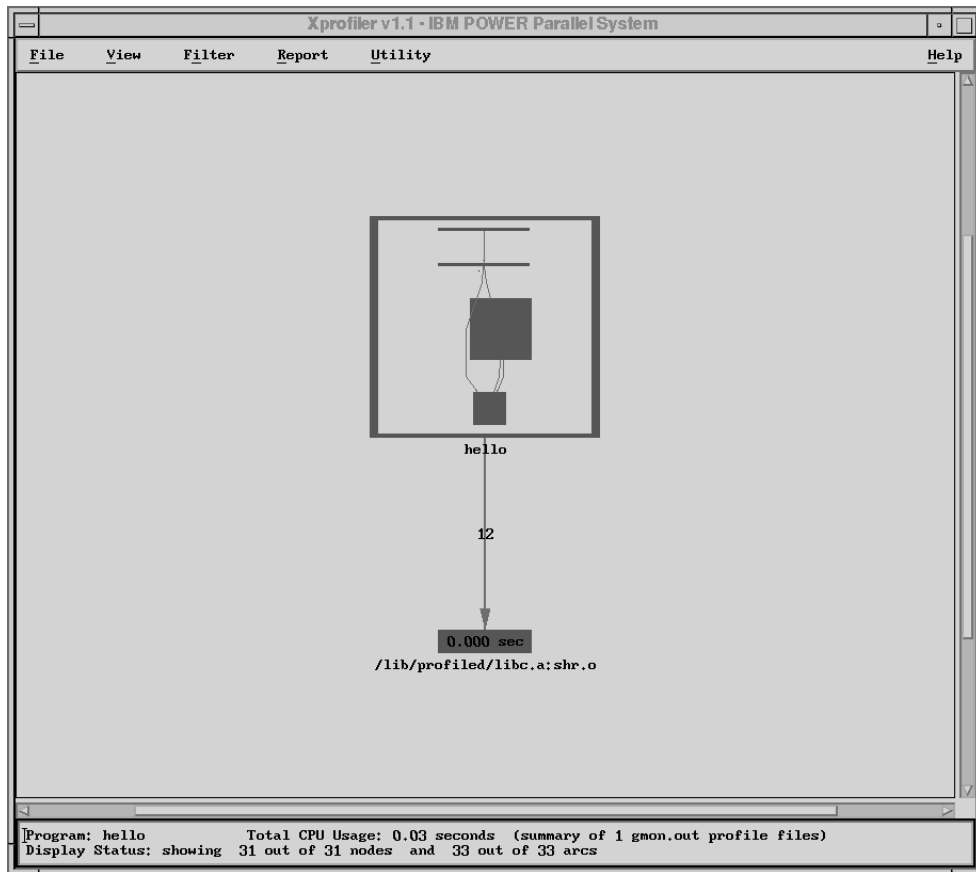 Xprofiler v1.1 - IBM POWER Parallel System
File View Filter Report Utility Help
hello
12
0.000 sec
/lib/profiled/libc.a:shr.o
Program: hello Total CPU Usage: 0.03 seconds (summary of 1 gmon.out profile files)
Display Status: showing 31 out of 31 nodes and 33 out of 33 arcs